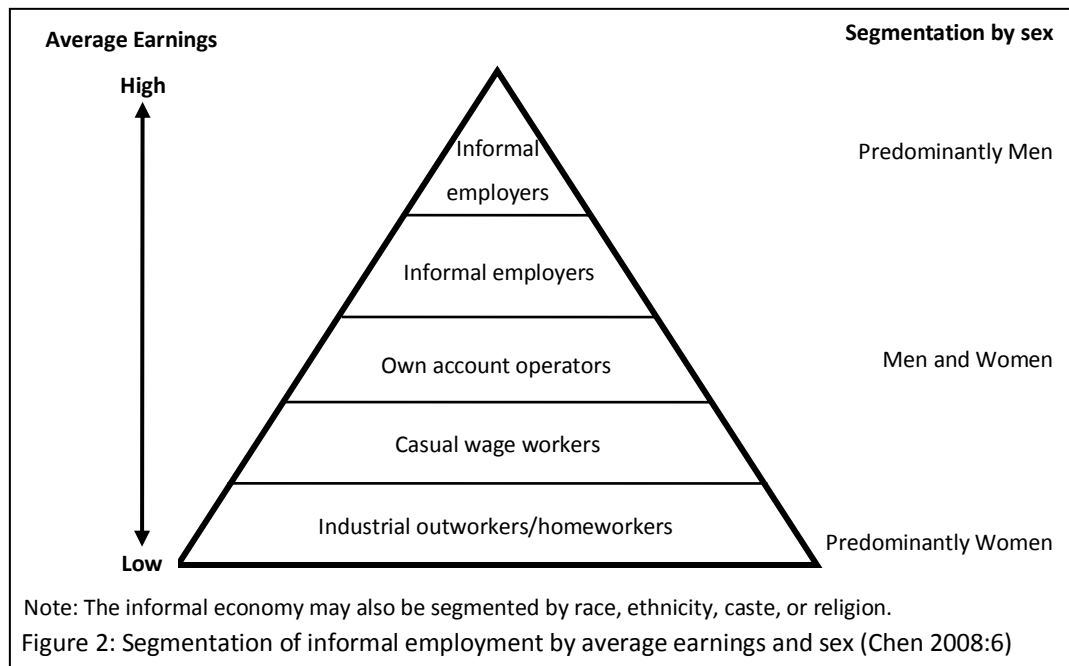 Average Earnings
Segmentation by sex
High
Informal
employers
Predominantly Men
Informal employers
Own account operators
Men and Women
Casual wage workers
Industrial outworkers/homeworkers
Predominantly Women
Low
Note: The informal economy may also be segmented by race, ethnicity, caste, or religion.
Figure 2: Segmentation of informal employment by average earnings and sex (Chen 2008:6)